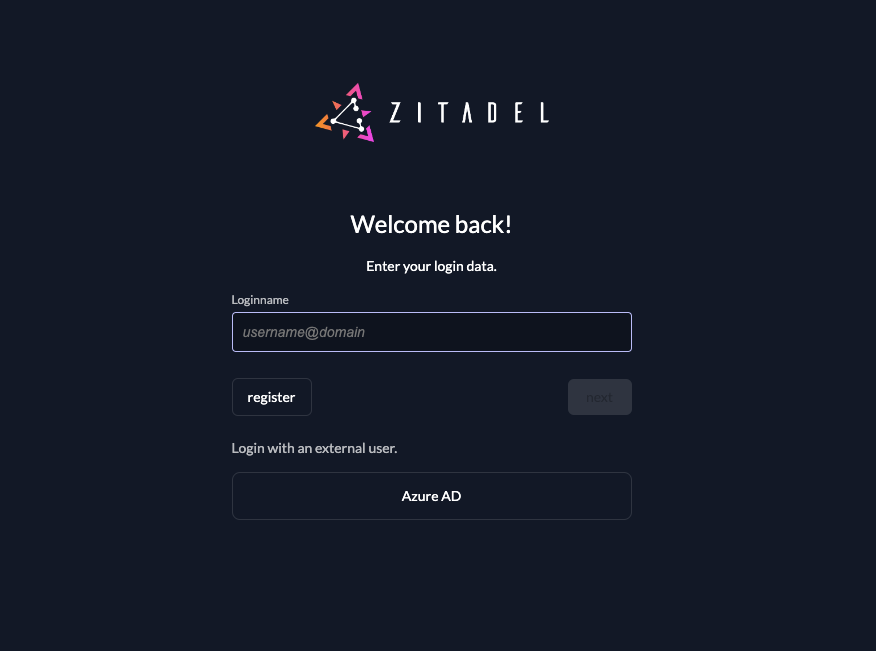 ZITADEL
Welcome back!
Enter your login data.
Loginname
username@domain
register
next
Login with an external user.
Azure AD